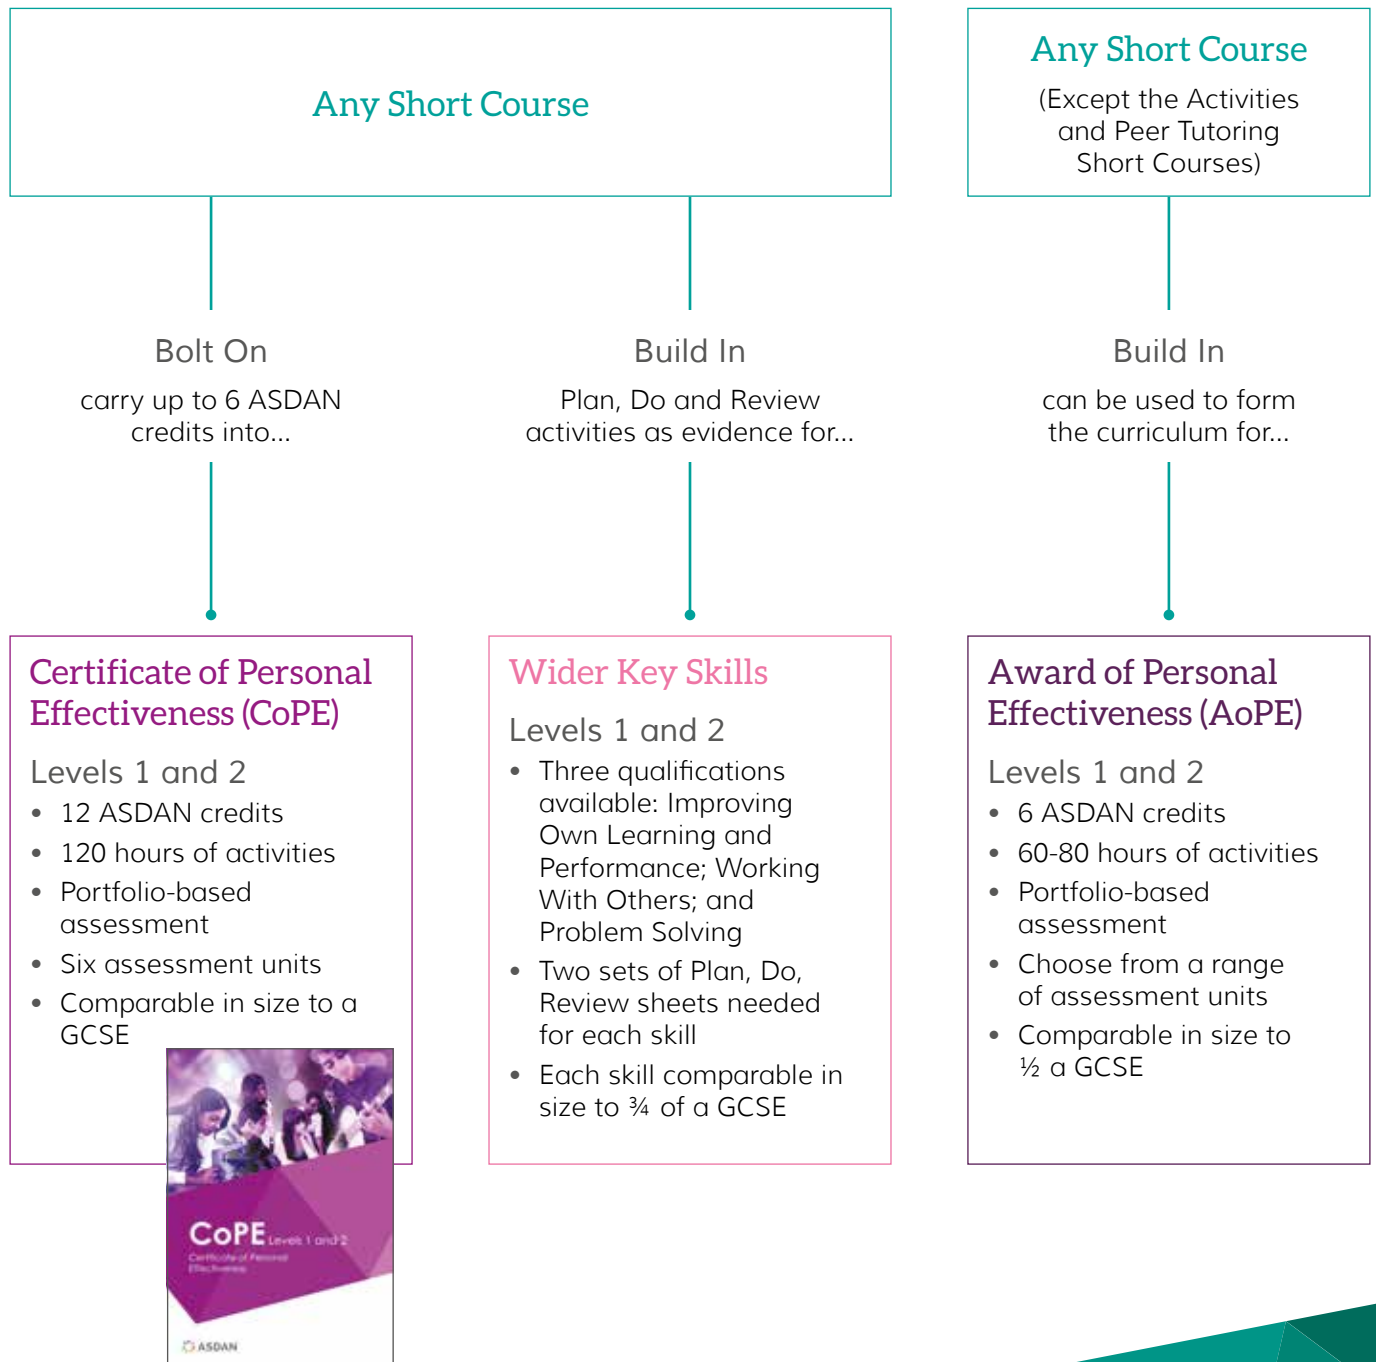 Any Short Course
Any Short Course
(Except the Activities
and Peer Tutoring
Short Courses)
Bolt On
carry up to 6 ASDAN
credits into...
Build In
Plan, Do and Review
activities as evidence for...
Build In
can be used to form
the curriculum for...
Certificate of Personal
Effectiveness (CoPE)
Levels 1 and 2
• 12 ASDAN credits
• 120 hours of activities
• Portfolio-based
assessment
• Six assessment units
• Comparable in size to a
GCSE
CoPE Levels 1 and 2
Certificate of Personal
Effectiveness
ASDAN
Wider Key Skills
Levels 1 and 2
• Three qualifications
available: Improving
Own Learning and
Performance; Working
With Others; and
Problem Solving
• Two sets of Plan, Do,
Review sheets needed
for each skill
• Each skill comparable in
size to ¾ of a GCSE
Award of Personal
Effectiveness (AoPE)
Levels 1 and 2
• 6 ASDAN credits
• 60-80 hours of activities
• Portfolio-based
assessment
• Choose from a range
of assessment units
• Comparable in size to
½ a GCSE